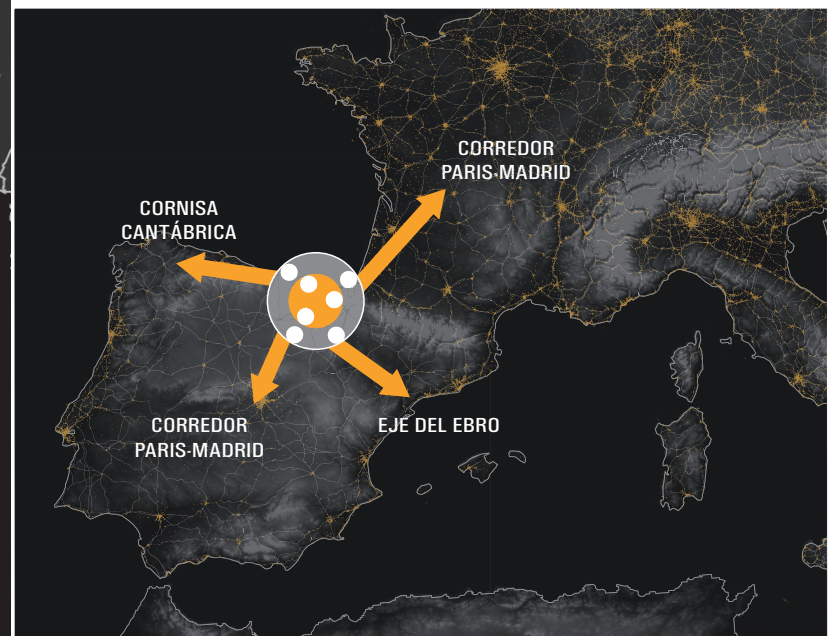 CORREDOR
PARIS-MADRID
CORNISA
CANTÁBRICA
CORREDOR
PARIS-MADRID
EJE DEL EBRO